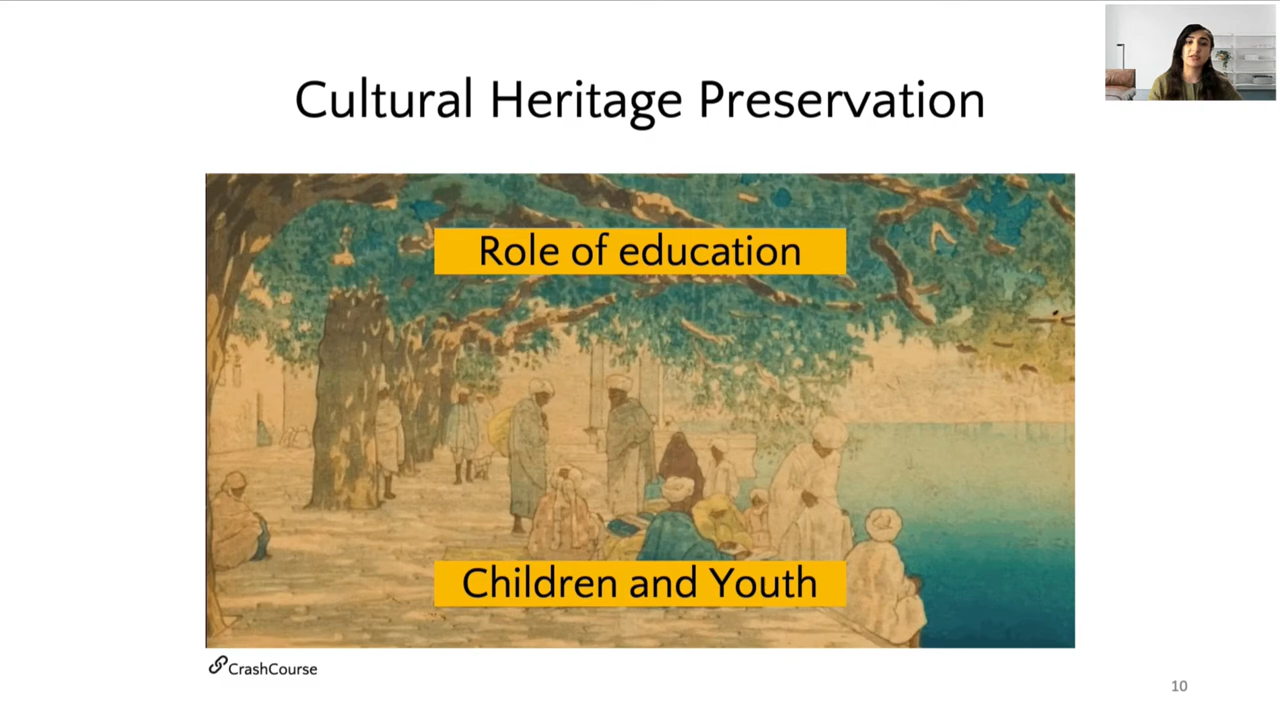 Cultural Heritage Preservation
Role of education
Children and Youth
CrashCourse
10